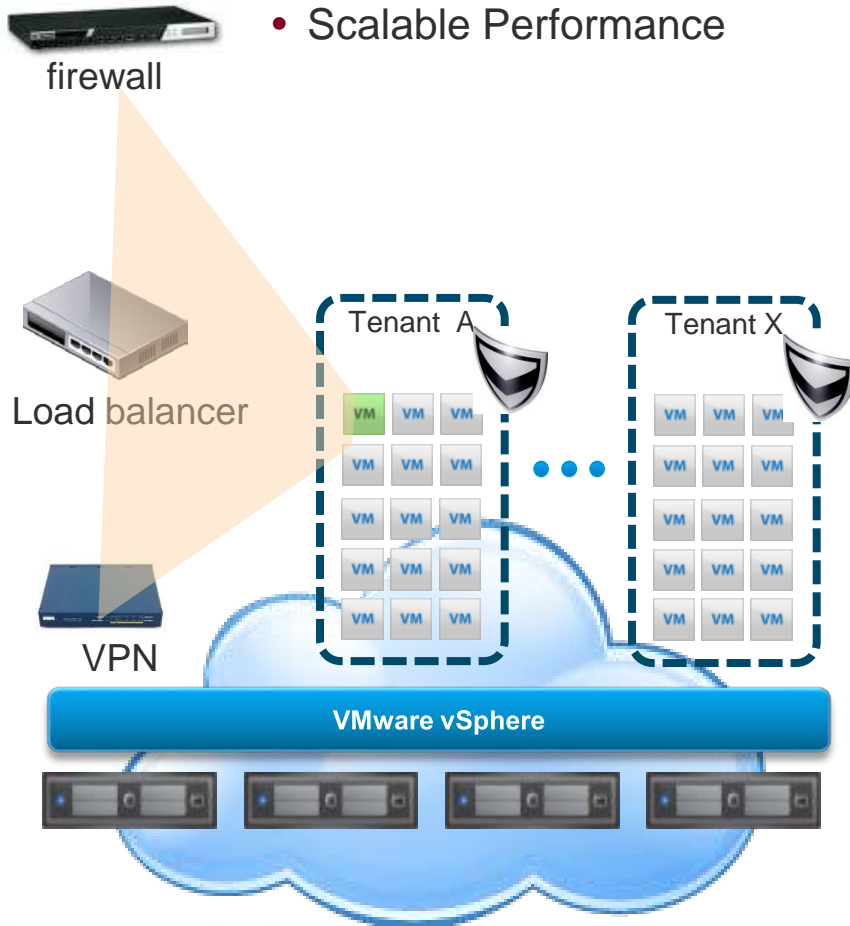 • Scalable Performance
firewall
Load balancer
VPN
Tenant A
VM VM VM
VM VM VM
VM VM VM
VM VM VM
VM VM VM
Tenant X
VM VM VM
VM VM VM
VM VM VM
VM VM VM
VM VM VM
VMware vSphere